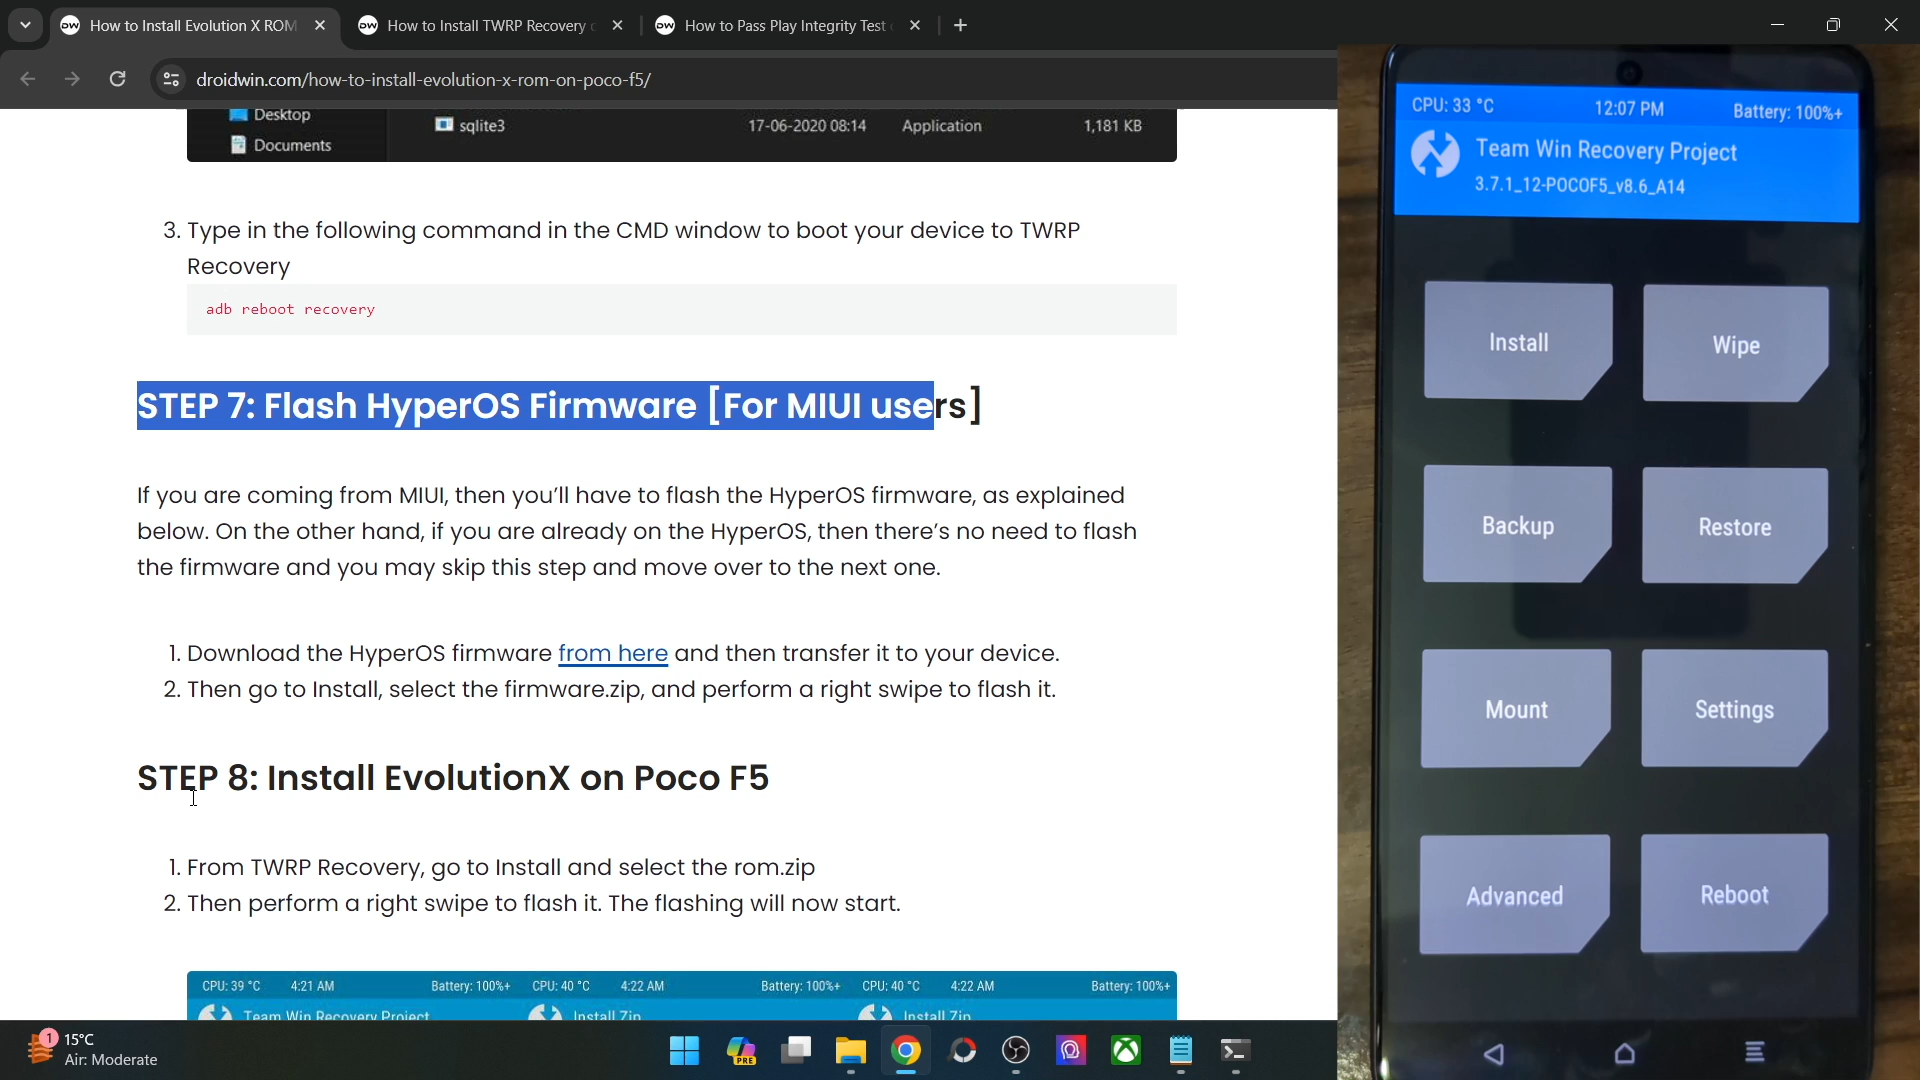 How to Install Evolution X ROM
How to Install TWRP Recovery
How to Pass Play Integrity Test
droidwin.com/how-to-install-evolution-x-rom-on-poco-f5/
Desktop
sqlite3 17-06-2020 08:14 Application 1,181 KB
Documents
3. Type in the following command in the CMD window to boot your device to TWRP
Recovery
adb reboot recovery
STEP 7: Flash HyperOS Firmware [For MIUI users]
If you are coming from MIUI, then you'll have to flash the HyperOS firmware, as explained
below. On the other hand, if you are already on the HyperOS, then there's no need to flash
the firmware and you may skip this step and move over to the next one.
1. Download the HyperOS firmware from here and then transfer it to your device.
2. Then go to Install, select the firmware.zip, and perform a right swipe to flash it.
STEP 8: Install EvolutionX on Poco F5
1. From TWRP Recovery, go to Install and select the rom.zip
2. Then perform a right swipe to flash it. The flashing will now start.
CPU: 39 °C 4:21 AM Battery: 100%+ CPU: 40 °C 4:22 AM Battery: 100%+ CPU: 40 °C 4:22 AM Battery: 100%+
Team Win Recovery Project Install Zip Install Zip
1 15°C
Air: Moderate
PRE
CPU: 33 °C 12:07 PM Battery: 100%+
Team Win Recovery Project
3.7.1_12-POCOF5_v8.6_A14
Install Wipe
Backup Restore
Mount Settings
Advanced Reboot